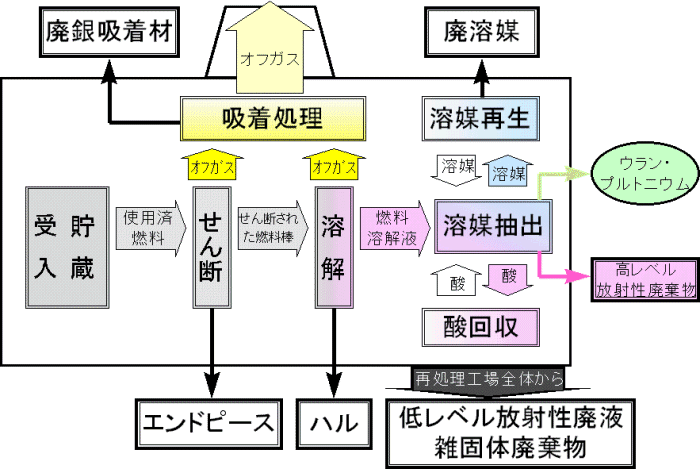 廃銀吸着材
オフガス
廃溶媒
吸着処理
溶媒再生
オフガス
オフガス
溶媒
溶媒
ウラン・
プルトニウム
受 貯
入 蔵
使用済
燃料
せん断
せん断され
た燃料棒
溶解
燃料
溶解液
溶媒抽出
酸
酸
高レベル
放射性廃棄物
酸回収
再処理工場全体から
エンドピース
ハル
低レベル放射性廃液
雑固体廃棄物